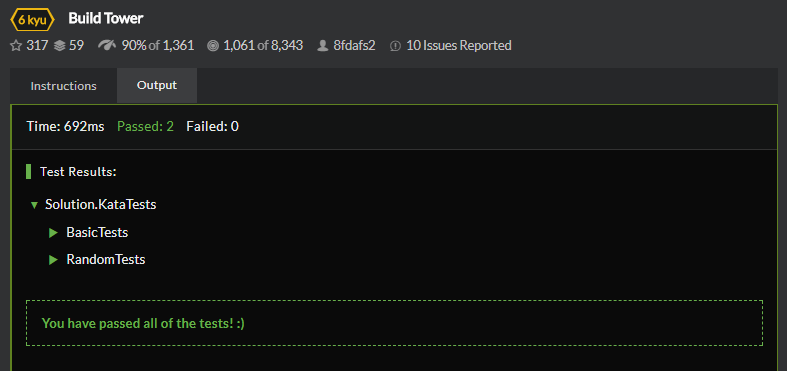 6 kyu Build Tower
317 59 90% of 1,361 1,061 of 8,343 8fdafs2 10 Issues Reported
Instructions Output
Time: 692ms Passed: 2 Failed: 0
Test Results:
Solution.KataTests
BasicTests
RandomTests
You have passed all of the tests! :)